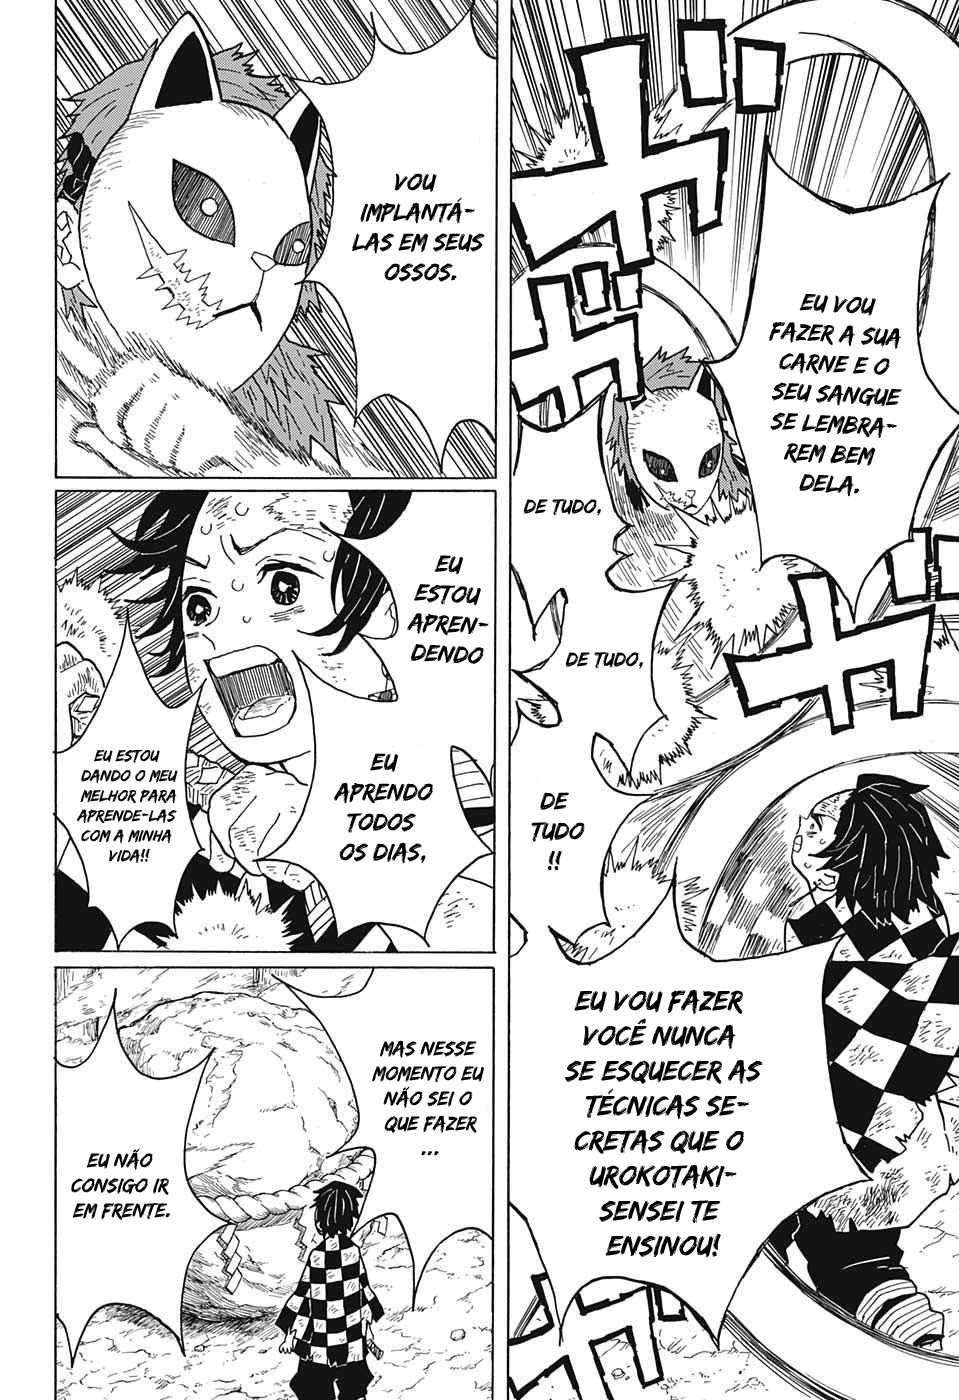 EU VOU
FAZER A SUA
CARNE E O
SEU SANGUE
SE LEMBRA-
REM BEM
DELA.
DE TUDO,
DE TUDO,
DE
TUDO
!!
EU VOU FAZER
VOCÊ NUNCA
SE ESQUECER AS
TÉCNICAS SE-
CRETAS QUE O
UROKOTAKI-
SENSEI TE
ENSINOU!
VOU
IMPLANTÁ-
LAS EM SEUS
OSSOS.
EU
ESTOU
APREN-
DENDO
EU
APRENDO
TODOS
OS DIAS,
EU ESTOU
DANDO O MEU
MELHOR PARA
APRENDE-LAS
COM A MINHA
VIDA!!
MAS NESSE
MOMENTO EU
NÃO SEI O
QUE FAZER
...
EU NÃO
CONSIGO IR
EM FRENTE.